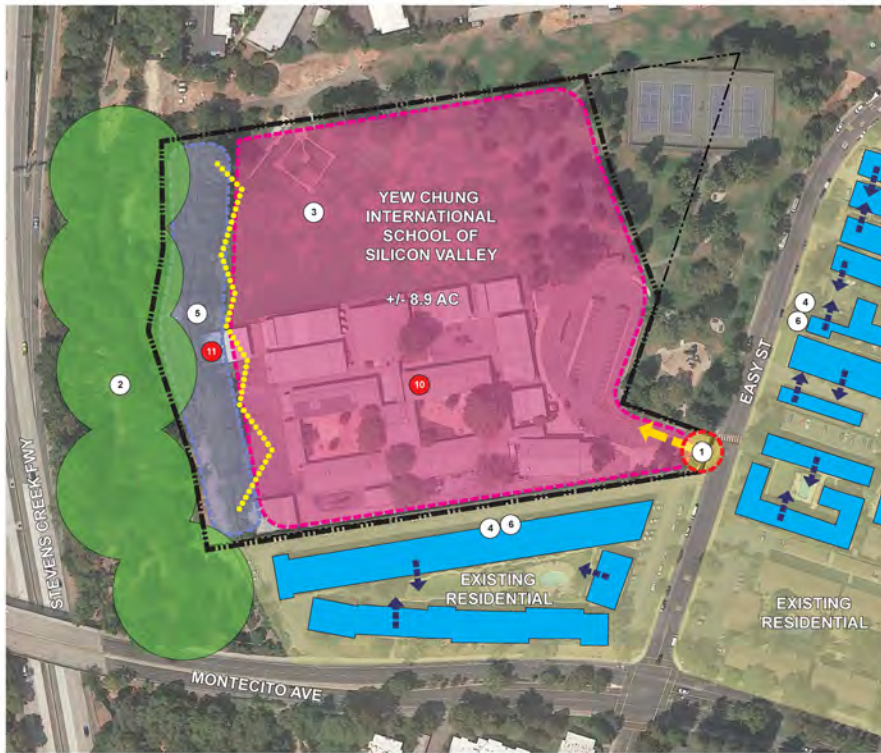 YEW CHUNG
INTERNATIONAL
SCHOOL OF
SILICON VALLEY
+/- 8.9 AC
3
5
11
2
10
1
4
6
4 6
EASY ST
STEVENS CREEK FWY
EXISTING
RESIDENTIAL
EXISTING
RESIDENTIAL
MONTECITO AVE